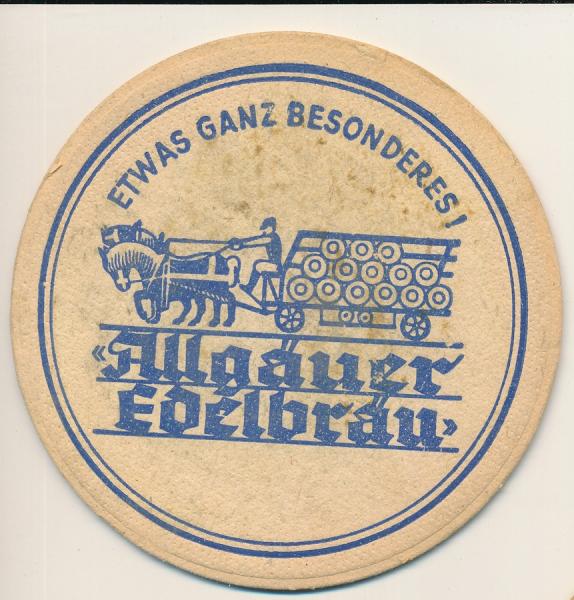 ETWAS GANZ BESONDERES!
«Allgäuer
Edelbräu»